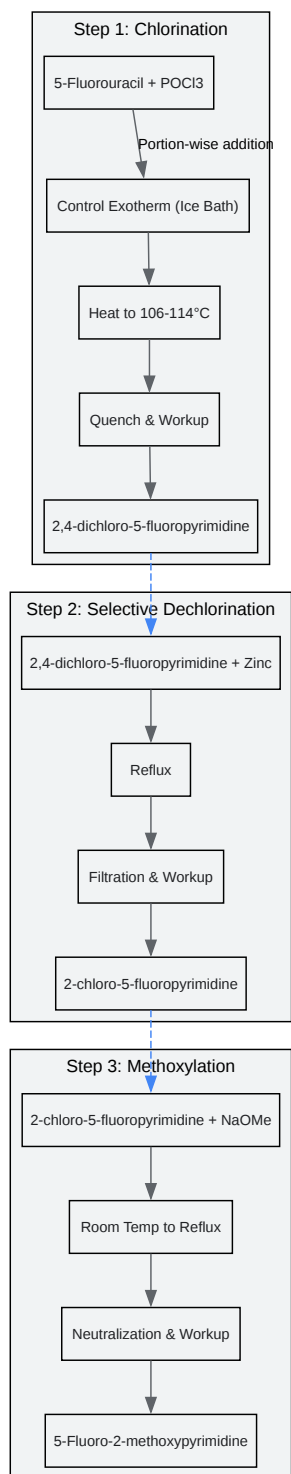 Step 1: Chlorination
5-Fluorouracil + POCl3
Portion-wise addition
Control Exotherm (Ice Bath)
Heat to 106-114°C
Quench & Workup
2,4-dichloro-5-fluoropyrimidine
Step 2: Selective Dechlorination
2,4-dichloro-5-fluoropyrimidine + Zinc
Reflux
Filtration & Workup
2-chloro-5-fluoropyrimidine
Step 3: Methoxylation
2-chloro-5-fluoropyrimidine + NaOMe
Room Temp to Reflux
Neutralization & Workup
5-Fluoro-2-methoxypyrimidine